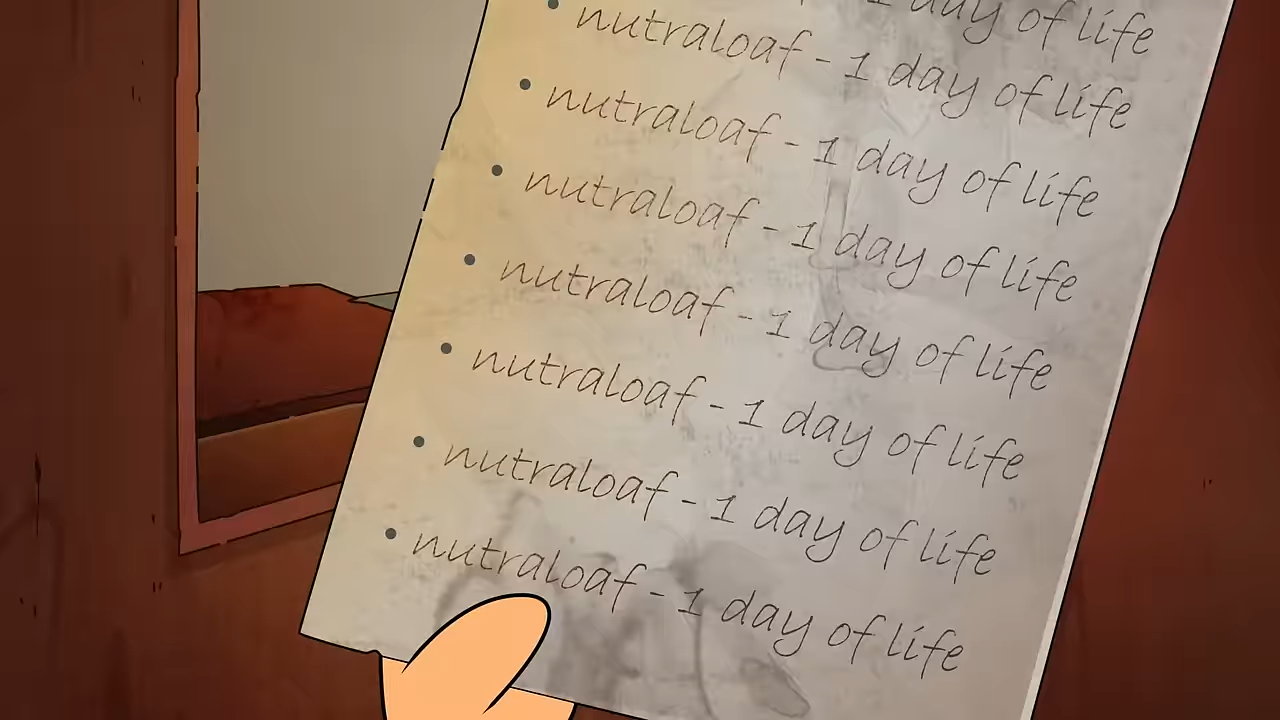 1 day of life
• nutraloaf - 1 day of life
• nutraloaf - 1 day of life
• nutraloaf - 1 day of life
• nutraloaf - 1 day of life
• nutraloaf - 1 day of life
• nutraloaf - 1 day of life
• nutraloaf - 1 day of life